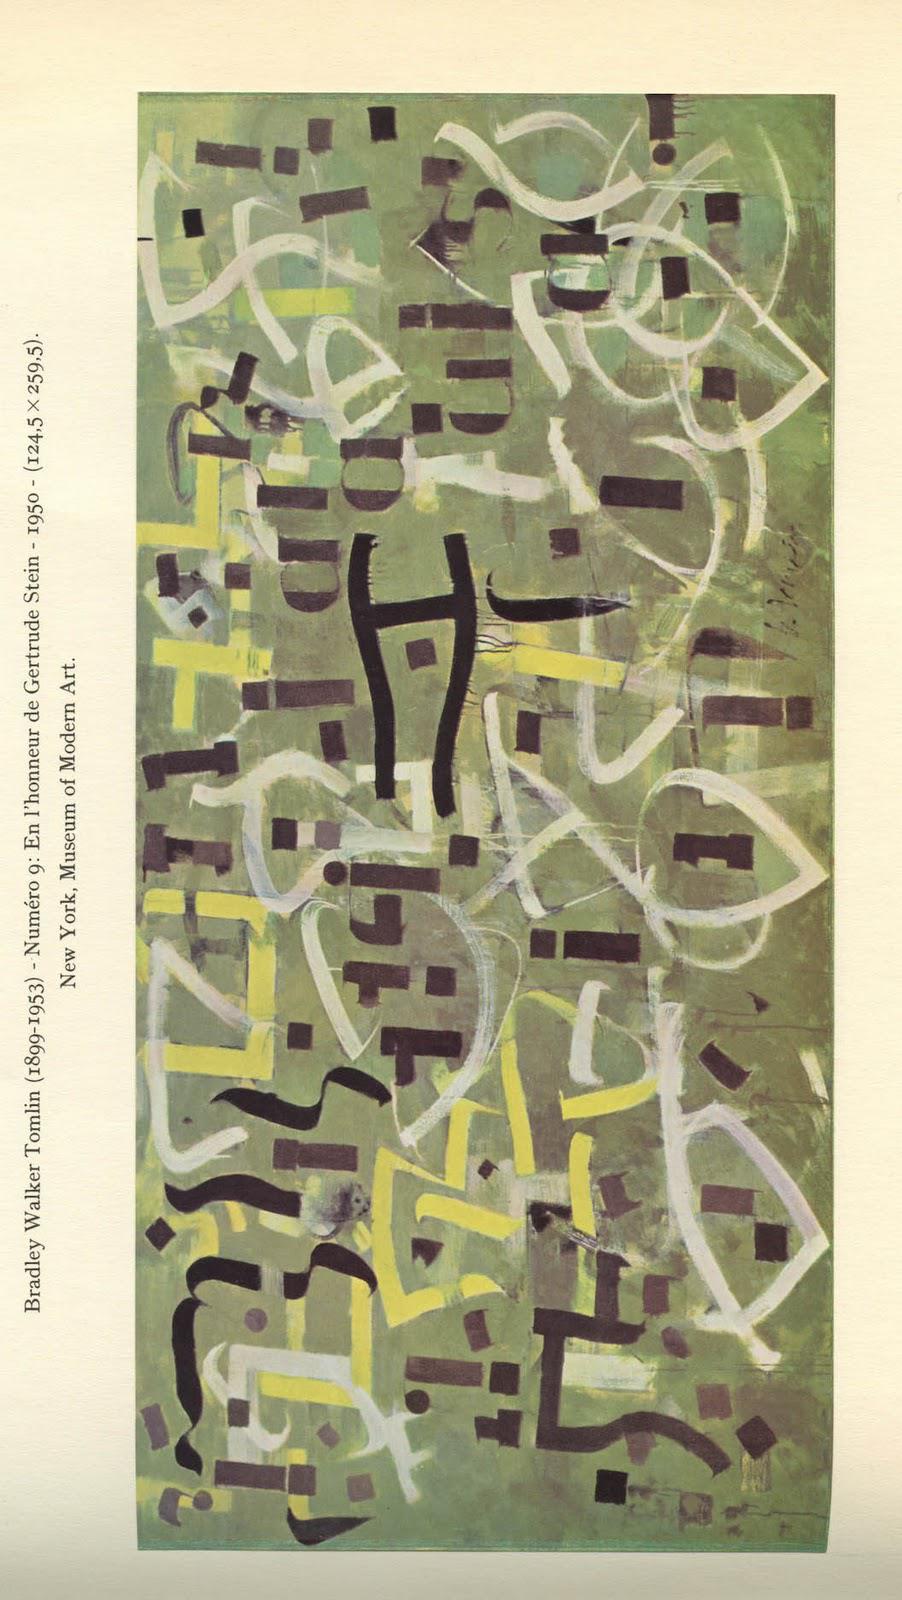 Bradley Walker Tomlin (1899-1953) - Numéro 9: En l'honneur de Gertrude Stein - 1950 - (124,5 × 259,5).
New York, Museum of Modern Art.